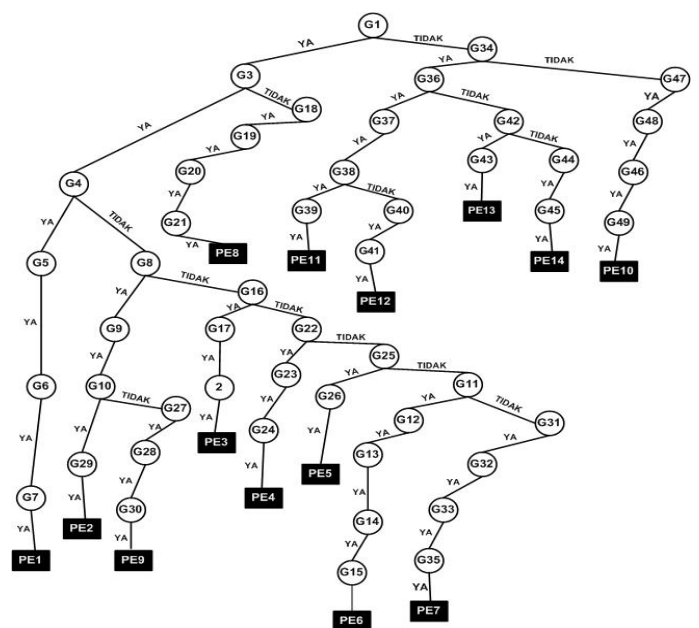 G1
YA
TIDAK
G34
YA
TIDAK
G3
G36
G47
TIDAK
G18
YA
TIDAK
YA
YA
YA
G37
G42
G48
G19
YA
YA
YA
TIDAK
YA
G20
G38
G43
G44
G46
G4
YA
YA
TIDAK
YA
YA
YA
YA
TIDAK
G21
G39
G40
PE13
G45
G49
YA
PE8
YA
YA
YA
YA
G5
G8
PE11
G41
PE14
PE10
YA
TIDAK
G16
YA
PE12
YA
YA
TIDAK
G9
G17
G22
TIDAK
YA
YA
YA
G25
G6
G10
TIDAK
2
G23
YA
TIDAK
G11
YA
G27
YA
YA
G26
YA
TIDAK
YA
YA
PE3
G24
YA
G12
G31
G29
G28
YA
YA
YA
YA
YA
PE4
PE5
G13
G32
G7
PE2
G30
YA
YA
YA
YA
G14
G33
PE1
PE9
YA
YA
G15
G35
YA
PE6
PE7